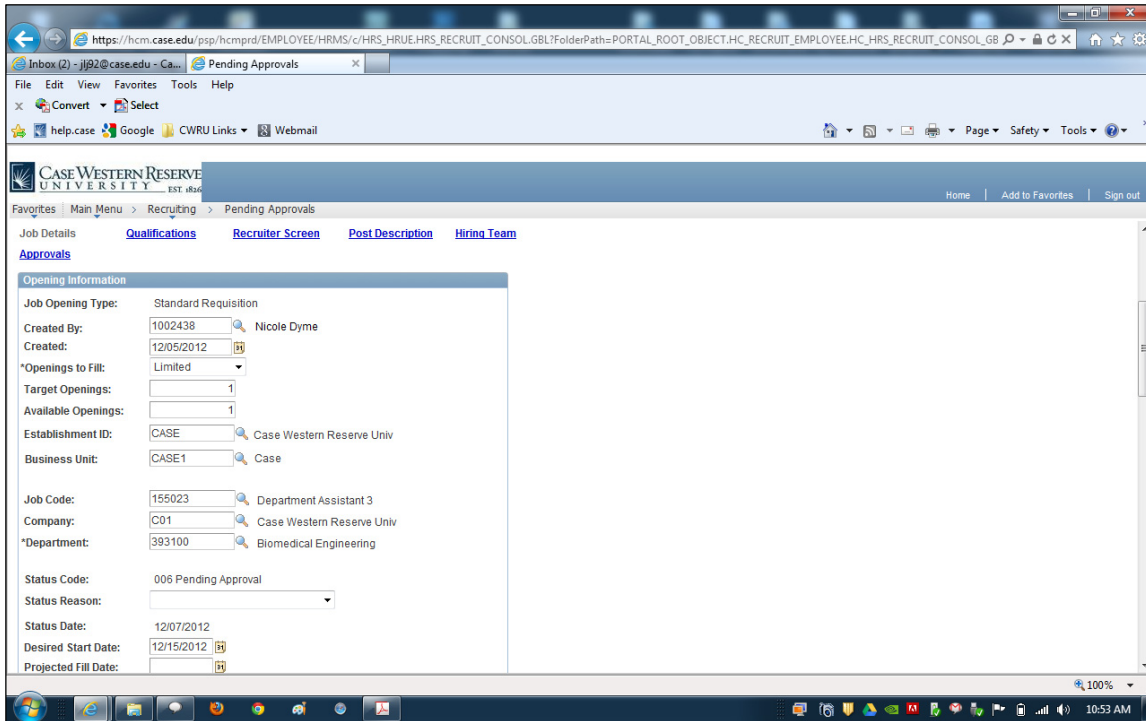 https://hcm.case.edu/psp/hcmprd/EMPLOYEE/HRMS/c/HRS_HRUE.HRS_RECRUIT_CONSOL.GBL?FolderPath=PORTAL_ROOT_OBJECT.HC_RECRUIT_EMPLOYEE.HC_HRS_RECRUIT_CONSOL_GB
Inbox (2) - jlj92@case.edu - Ca... Pending Approvals
File Edit View Favorites Tools Help
Convert Select
help.case Google CWRU Links Webmail Page Safety Tools
CASE WESTERN RESERVE
UNIVERSITY EST. 1826
Home | Add to Favorites | Sign out
Favorites Main Menu > Recruiting > Pending Approvals
Job Details Qualifications Recruiter Screen Post Description Hiring Team
Approvals
Opening Information
Job Opening Type: Standard Requisition
Created By: 1002438 Nicole Dyme
Created: 12/05/2012
*Openings to Fill: Limited
Target Openings: 1
Available Openings: 1
Establishment ID: CASE Case Western Reserve Univ
Business Unit: CASE1 Case
Job Code: 155023 Department Assistant 3
Company: C01 Case Western Reserve Univ
*Department: 393100 Biomedical Engineering
Status Code: 006 Pending Approval
Status Reason:
Status Date: 12/07/2012
Desired Start Date: 12/15/2012
Projected Fill Date:
100%
10:53 AM